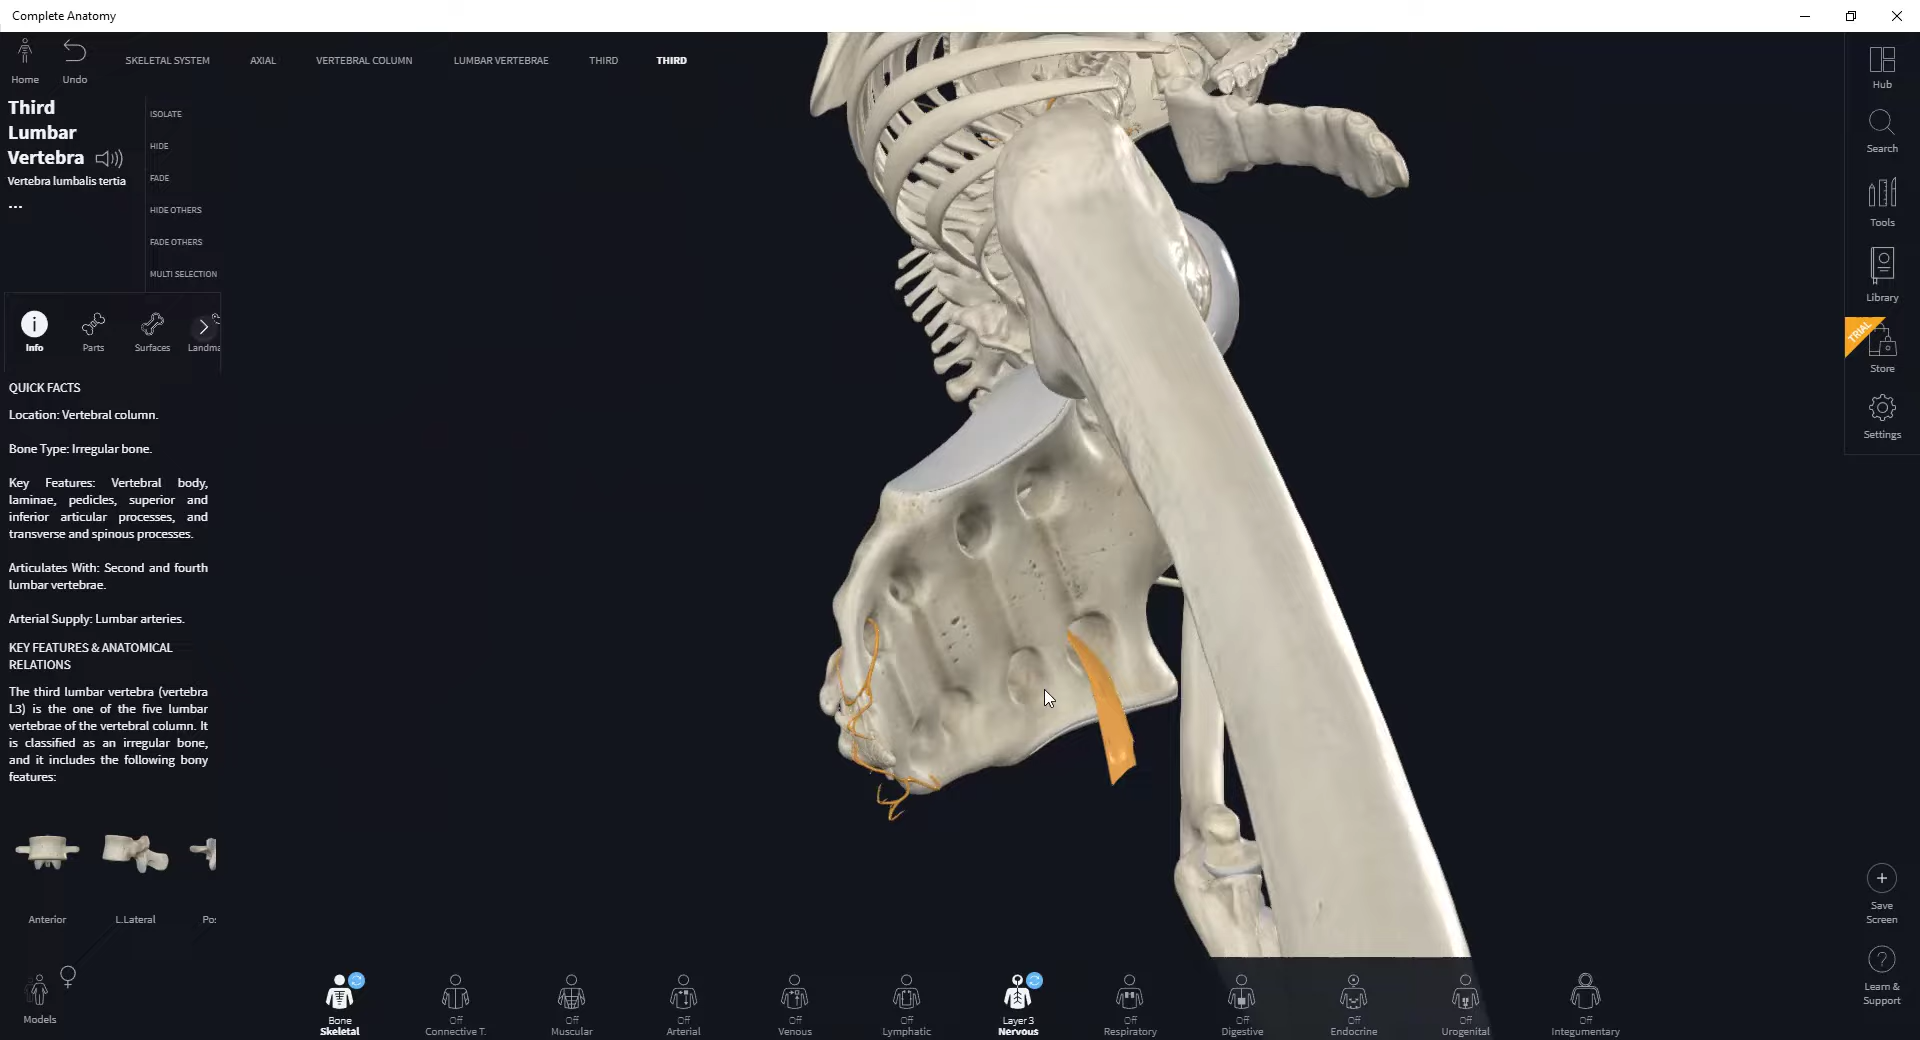 Complete Anatomy
Home
Undo
SKELETAL SYSTEM
AXIAL
VERTEBRAL COLUMN
LUMBAR VERTEBRAE
THIRD
THIRD
Third
Lumbar
Vertebra
Vertebra lumbalis tertia
...
ISOLATE
HIDE
FADE
HIDE OTHERS
FADE OTHERS
MULTI SELECTION
Info
Parts
Surfaces
Landma
QUICK FACTS
Location: Vertebral column.
Bone Type: Irregular bone.
Key Features: Vertebral body,
laminae, pedicles, superior and
inferior articular processes, and
transverse and spinous processes.
Articulates With: Second and fourth
lumbar vertebrae.
Arterial Supply: Lumbar arteries.
KEY FEATURES & ANATOMICAL
RELATIONS
The third lumbar vertebra (vertebra
L3) is the one of the five lumbar
vertebrae of the vertebral column. It
is classified as an irregular bone,
and it includes the following bony
features:
Anterior
L.Lateral
Pos
Models
Bone
Skeletal
Off
Connective T.
Off
Muscular
Off
Arterial
Off
Venous
Off
Lymphatic
Layer 3
Nervous
Off
Respiratory
Off
Digestive
Off
Endocrine
Off
Urogenital
Off
Integumentary
Hub
Search
Tools
Library
TRIAL
Store
Settings
Save
Screen
Learn &
Support